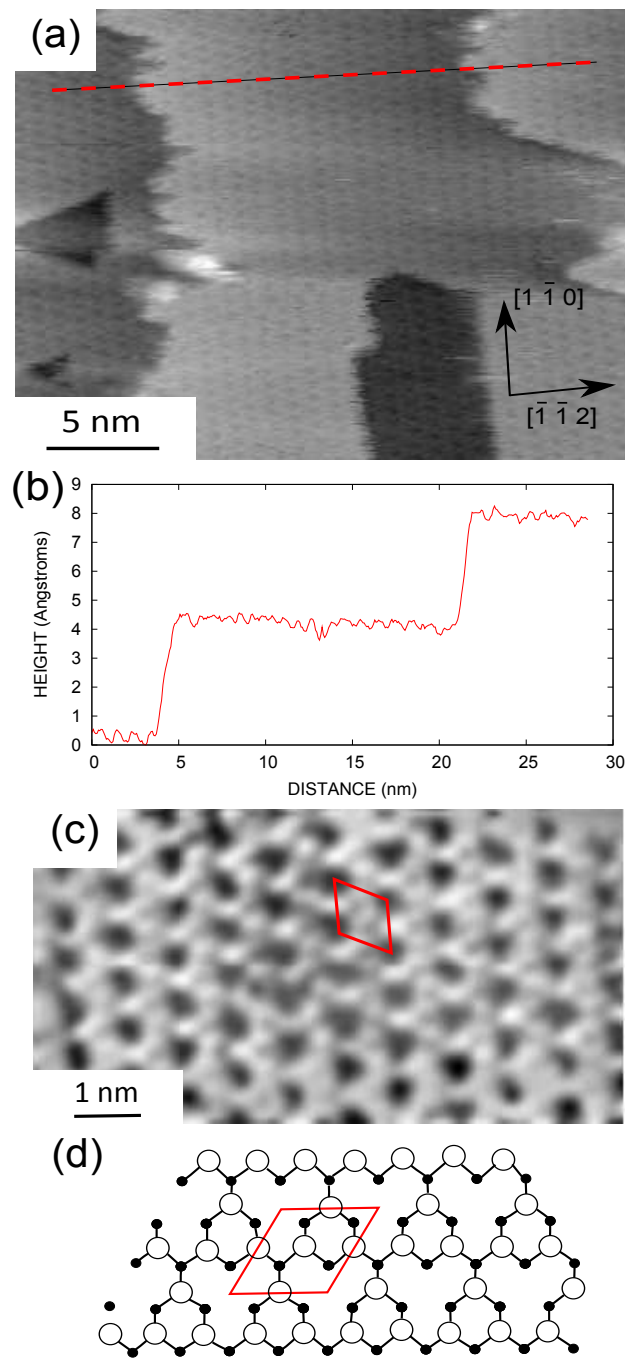 (a)
[1 1̄ 0]
[1̄ 1̄ 2]
5 nm
(b)
9
8
7
6
5
4
3
2
1
0
HEIGHT (Angstroms)
0 5 10 15 20 25 30
DISTANCE (nm)
(c)
1 nm
(d)